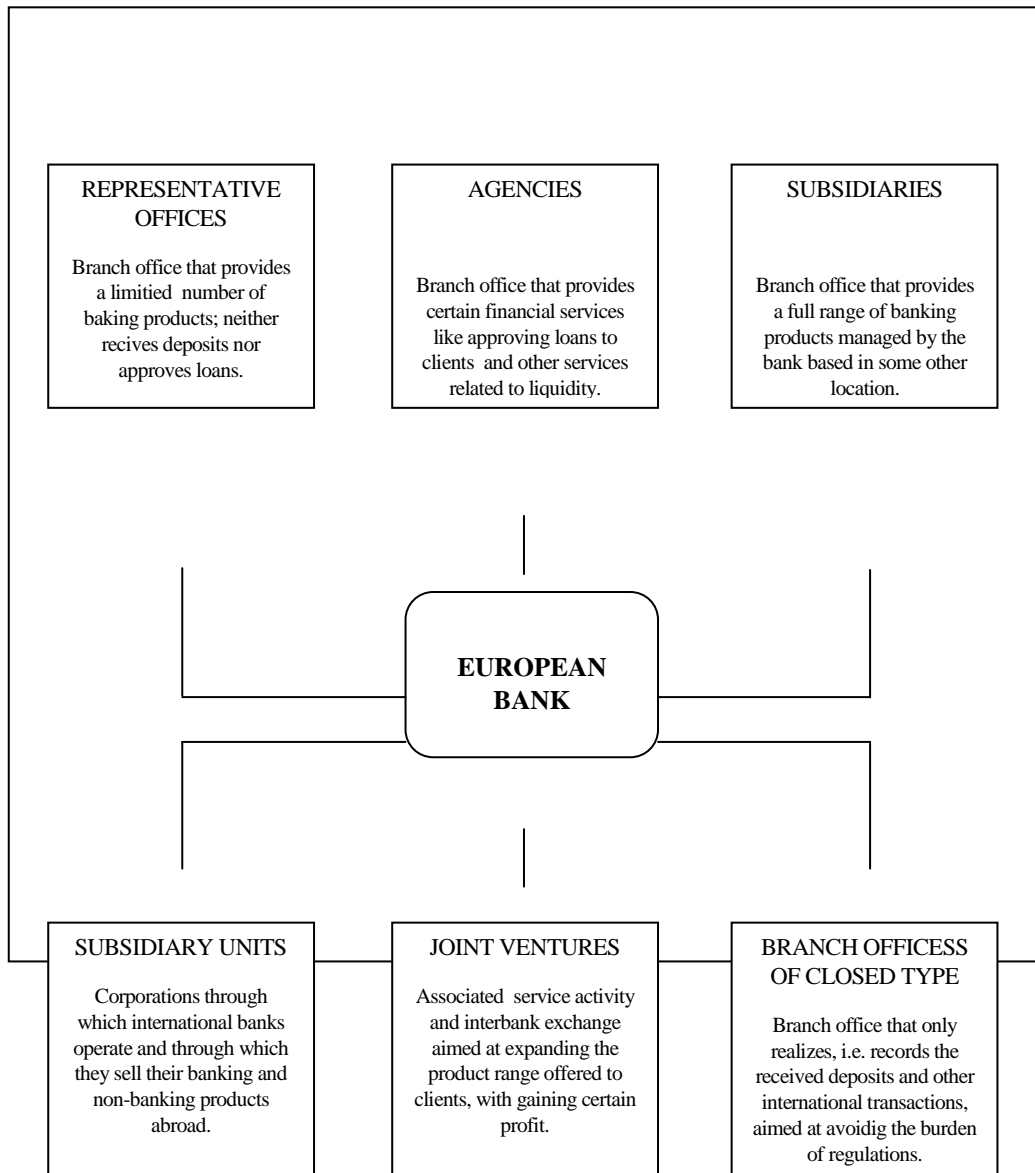 REPRESENTATIVE
OFFICES
Branch office that provides
a limitied number of
baking products; neither
recives deposits nor
approves loans.
AGENCIES
Branch office that provides
certain financial services
like approving loans to
clients and other services
related to liquidity.
SUBSIDIARIES
Branch office that provides
a full range of banking
products managed by the
bank based in some other
location.
EUROPEAN
BANK
SUBSIDIARY UNITS
Corporations through
which international banks
operate and through which
they sell their banking and
non-banking products
abroad.
JOINT VENTURES
Associated service activity
and interbank exchange
aimed at expanding the
product range offered to
clients, with gaining certain
profit.
BRANCH OFFICESS
OF CLOSED TYPE
Branch office that only
realizes, i.e. records the
received deposits and other
international transactions,
aimed at avoidig the burden
of regulations.